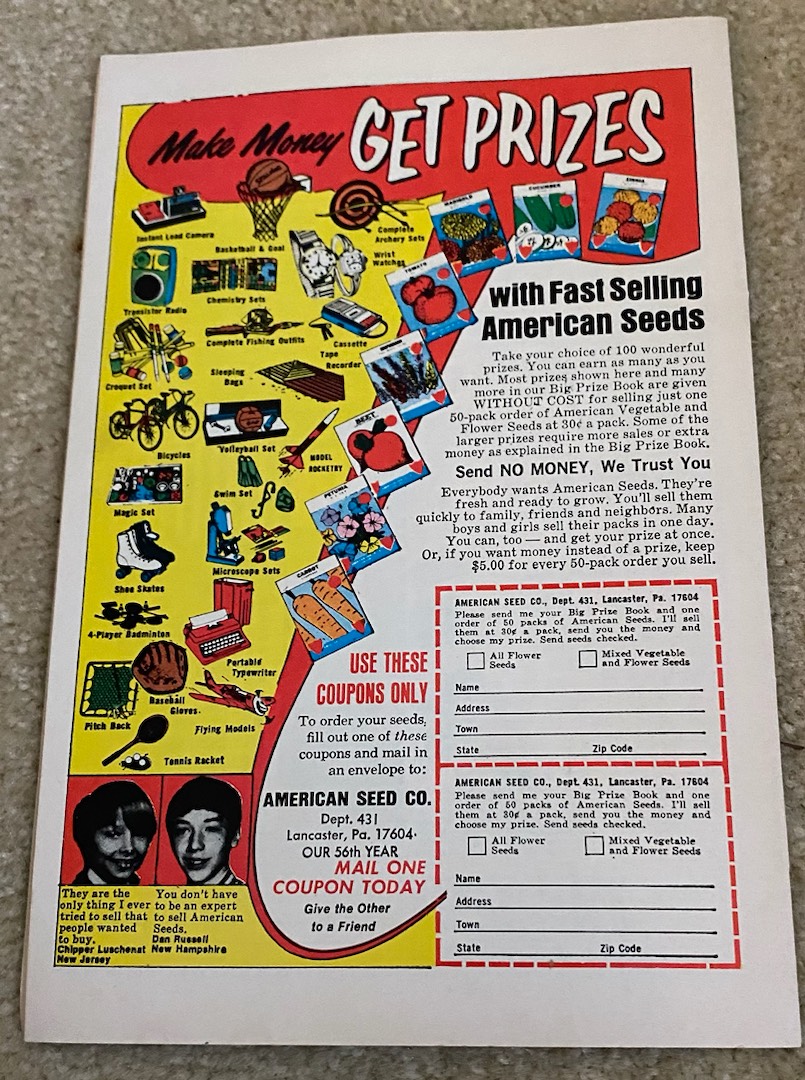 Make Money GET PRIZES
Instant Load Camera
Basketball & Goal
Complete
Archery Sets
Wrist
Watches
Transistor Radio
Chemistry Sets
Complete Fishing Outfits
Cassette
Tape
Recorder
Croquet Set
Sleeping
Bags
Bicycles
Volleyball Set
MODEL
ROCKETRY
Magic Set
Swim Set
Shoe Skates
Microscope Sets
4-Player Badminton
Portable
Typewriter
Pitch Back
Baseball
Gloves
Flying Models
Tennis Racket
MARIGOLD
CUCUMBER
ZINNIA
TOMATO
BEET
PETUNIA
CARROT
with Fast Selling
American Seeds
Take your choice of 100 wonderful
prizes. You can earn as many as you
want. Most prizes shown here and many
more in our Big Prize Book are given
WITHOUT COST for selling just one
50-pack order of American Vegetable and
Flower Seeds at 30¢ a pack. Some of the
larger prizes require more sales or extra
money as explained in the Big Prize Book.
Send NO MONEY, We Trust You
Everybody wants American Seeds. They're
fresh and ready to grow. You'll sell them
quickly to family, friends and neighbors. Many
boys and girls sell their packs in one day.
You can, too — and get your prize at once.
Or, if you want money instead of a prize, keep
$5.00 for every 50-pack order you sell.
USE THESE
COUPONS ONLY
To order your seeds,
fill out one of these
coupons and mail in
an envelope to:
AMERICAN SEED CO.
Dept. 431
Lancaster, Pa. 17604
OUR 56th YEAR
MAIL ONE
COUPON TODAY
Give the Other
to a Friend
They are the
only thing I ever
tried to sell that
people wanted
to buy.
Chipper Luschenat
New Jersey
You don't have
to be an expert
to sell American
Seeds.
Dan Russell
New Hampshire
AMERICAN SEED CO., Dept. 431, Lancaster, Pa. 17604
Please send me your Big Prize Book and one
order of 50 packs of American Seeds. I'll sell
them at 30¢ a pack, send you the money and
choose my prize. Send seeds checked.
All Flower
Seeds
Mixed Vegetable
and Flower Seeds
Name
Address
Town
State Zip Code
AMERICAN SEED CO., Dept. 431, Lancaster, Pa. 17604
Please send me your Big Prize Book and one
order of 50 packs of American Seeds. I'll sell
them at 30¢ a pack, send you the money and
choose my prize. Send seeds checked.
All Flower
Seeds
Mixed Vegetable
and Flower Seeds
Name
Address
Town
State Zip Code